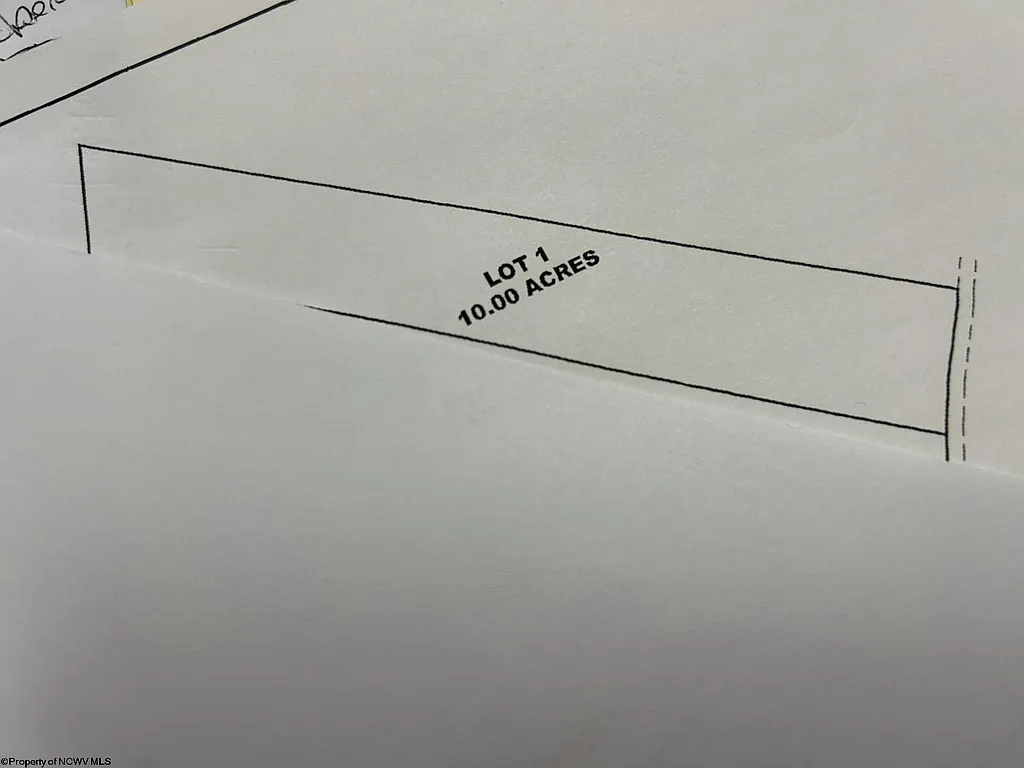 LOT 1
10.00 ACRES
©Property of NCWV MLS